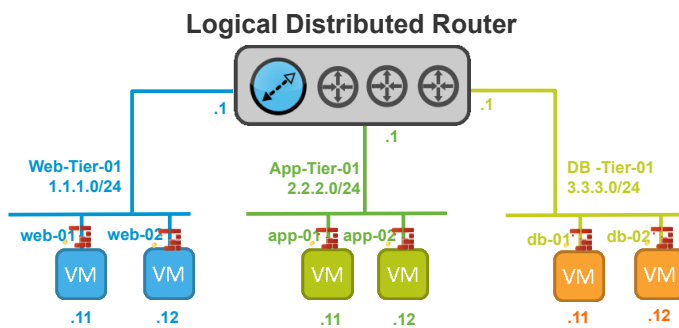 Logical Distributed Router
.1
.1
.1
Web-Tier-01
1.1.1.0/24
App-Tier-01
2.2.2.0/24
DB -Tier-01
3.3.3.0/24
web-01
web-02
app-01
app-02
db-01
db-02
VM
VM
VM
VM
VM
VM
.11
.12
.11
.12
.11
.12